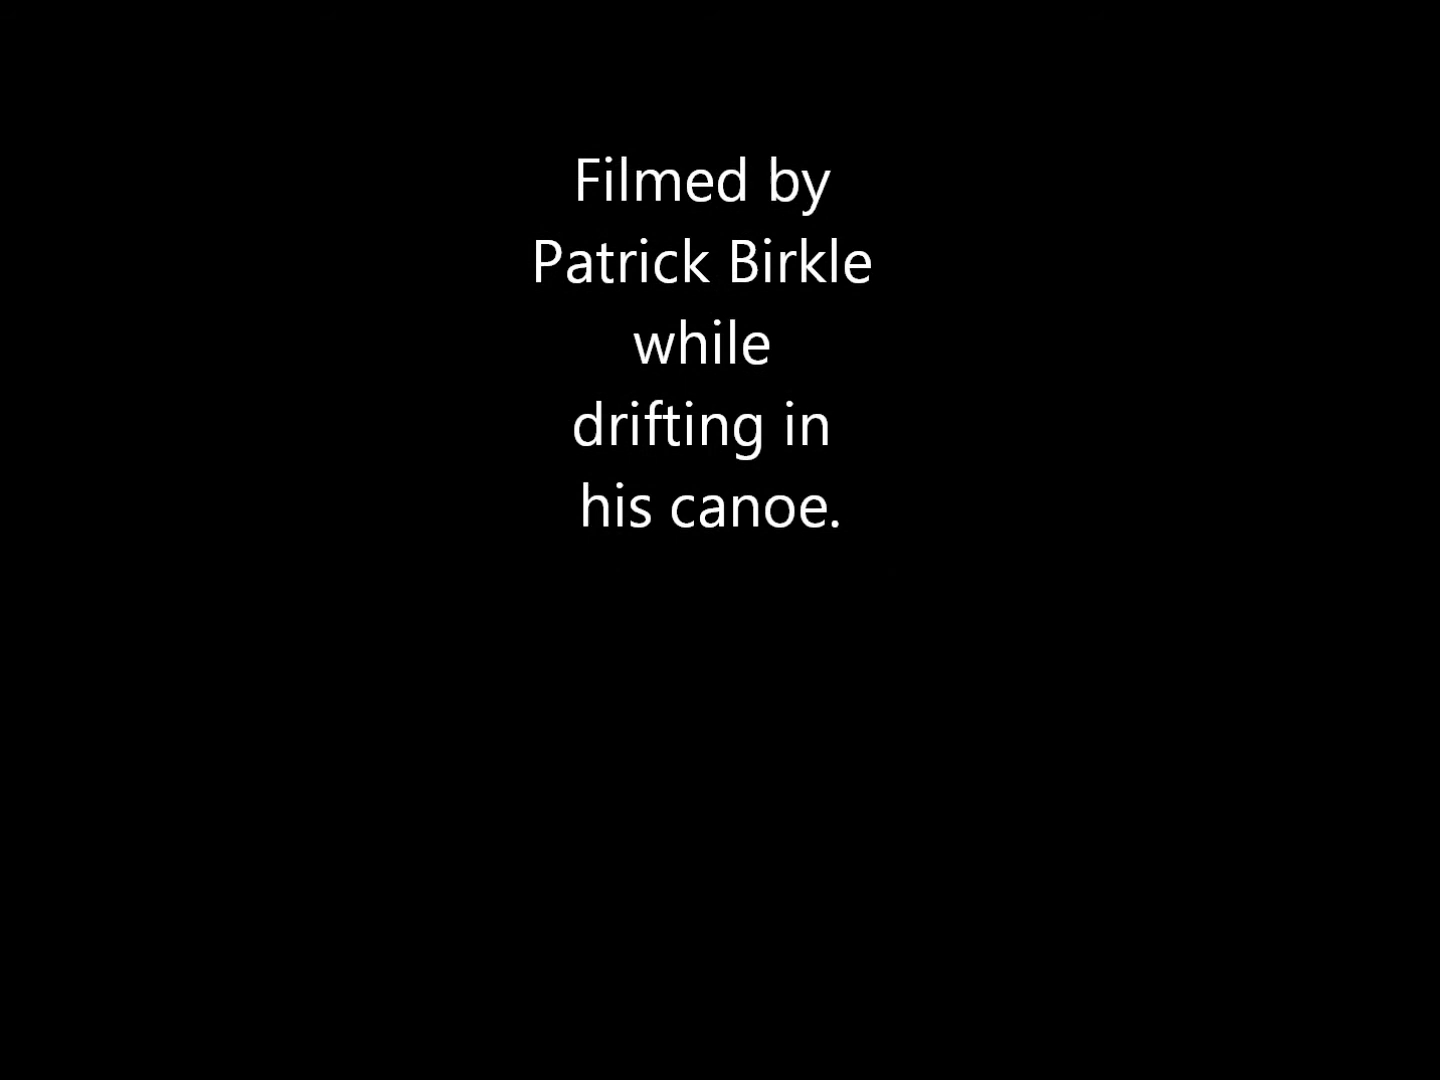 Filmed by
Patrick Birkle
while
drifting in
his canoe.